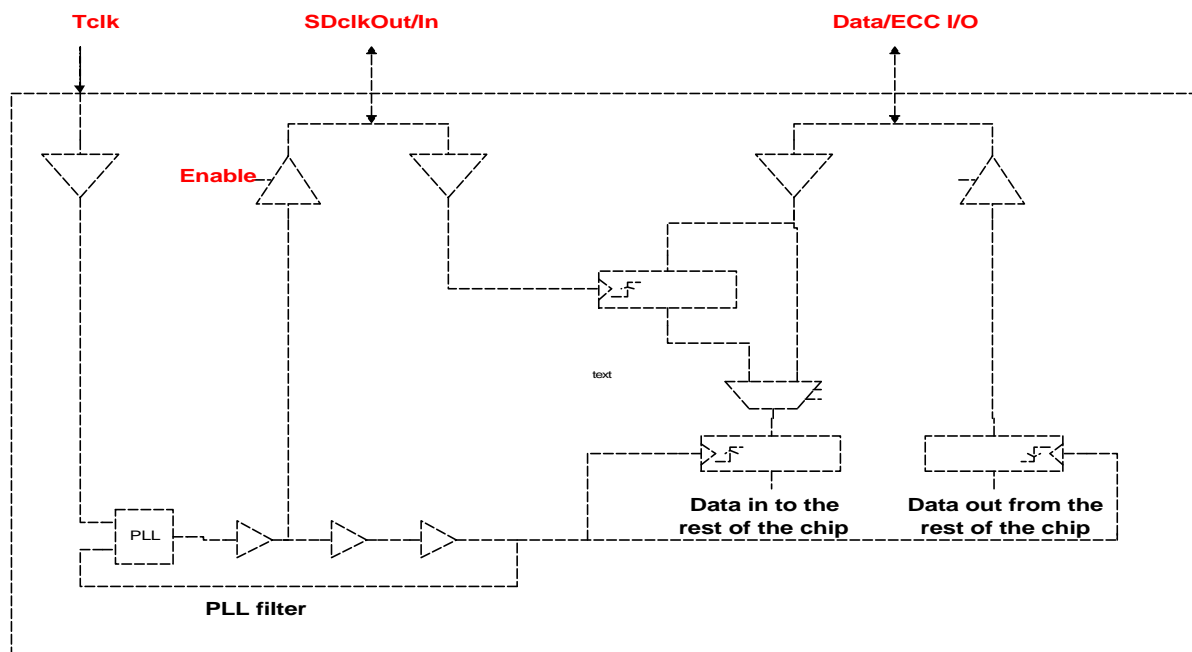 Tclk
SDclkOut/In
Data/ECC I/O
Enable
text
Data in to the
rest of the chip
Data out from the
rest of the chip
PLL
PLL filter